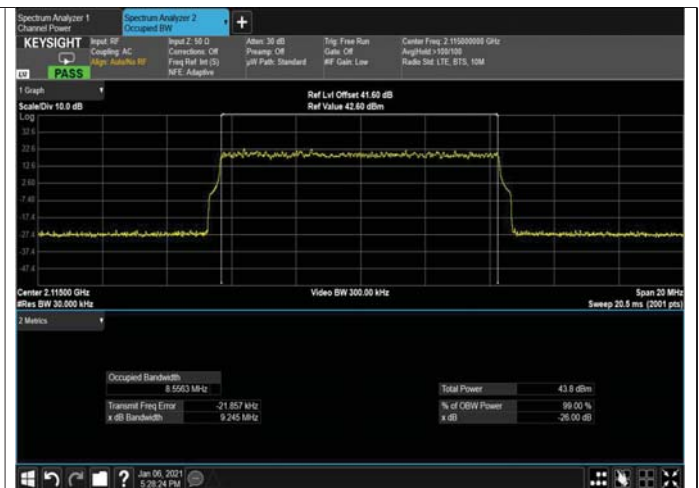 Spectrum Analyzer 1
Channel Power
Spectrum Analyzer 2
Occupied BW
+
KEYSIGHT
LV
PASS
Input: RF
Coupling: AC
Align: Auto/No RF
Input Z: 50 Ω
Corrections: Off
Freq Ref: Int (S)
NFE: Adaptive
Atten: 30 dB
Preamp: Off
µW Path: Standard
Trig: Free Run
Gate: Off
#IF Gain: Low
Center Freq: 2.115000000 GHz
Avg|Hold:>100/100
Radio Std: LTE, BTS, 10M
1 Graph
Scale/Div 10.0 dB
Ref Lvl Offset 41.60 dB
Ref Value 42.60 dBm
Log
32.6
22.6
12.6
2.60
-7.40
-17.4
-27.4
-37.4
-47.4
Center 2.11500 GHz
#Res BW 30.000 kHz
Video BW 300.00 kHz
Span 20 MHz
Sweep 20.5 ms (2001 pts)
2 Metrics
Occupied Bandwidth
8.5563 MHz
Transmit Freq Error -21.857 kHz
x dB Bandwidth 9.245 MHz
Total Power 43.8 dBm
% of OBW Power 99.00 %
x dB -26.00 dB
?
Jan 06, 2021
5:28:24 PM